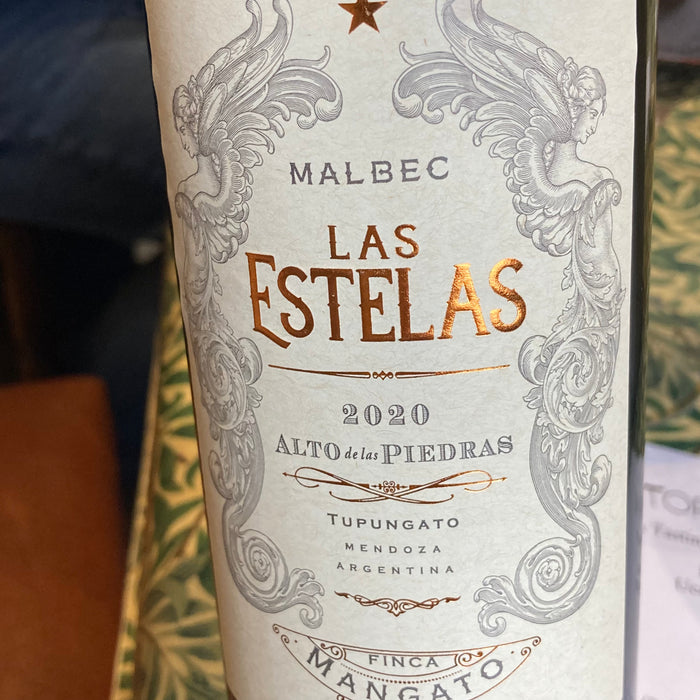 MALBEC
LAS
ESTELAS
2020
ALTO de las PIEDRAS
TUPUNGATO
MENDOZA
ARGENTINA
FINCA
MANGATO